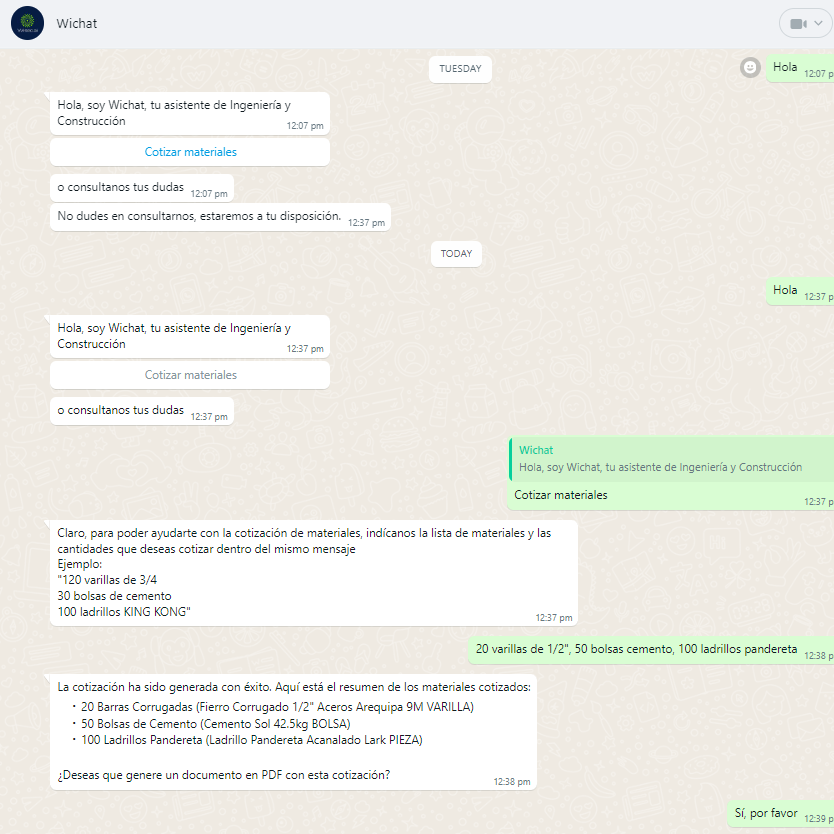 Wichat
TUESDAY
Hola 12:07 p
Hola, soy Wichat, tu asistente de Ingeniería y
Construcción
12:07 pm
Cotizar materiales
o consultanos tus dudas 12:07 pm
No dudes en consultarnos, estaremos a tu disposición. 12:37 pm
TODAY
Hola 12:37 p
Hola, soy Wichat, tu asistente de Ingeniería y
Construcción
12:37 pm
Cotizar materiales
o consultanos tus dudas 12:37 pm
Wichat
Hola, soy Wichat, tu asistente de Ingeniería y Construcción
Cotizar materiales 12:37 p
Claro, para poder ayudarte con la cotización de materiales, indícanos la lista de materiales y las
cantidades que deseas cotizar dentro del mismo mensaje
Ejemplo:
"120 varillas de 3/4
30 bolsas de cemento
100 ladrillos KING KONG"
12:37 pm
20 varillas de 1/2", 50 bolsas cemento, 100 ladrillos pandereta 12:38 p
La cotización ha sido generada con éxito. Aquí está el resumen de los materiales cotizados:
• 20 Barras Corrugadas (Fierro Corrugado 1/2" Aceros Arequipa 9M VARILLA)
• 50 Bolsas de Cemento (Cemento Sol 42.5kg BOLSA)
• 100 Ladrillos Pandereta (Ladrillo Pandereta Acanalado Lark PIEZA)
¿Deseas que genere un documento en PDF con esta cotización?
12:38 pm
Sí, por favor 12:39 p